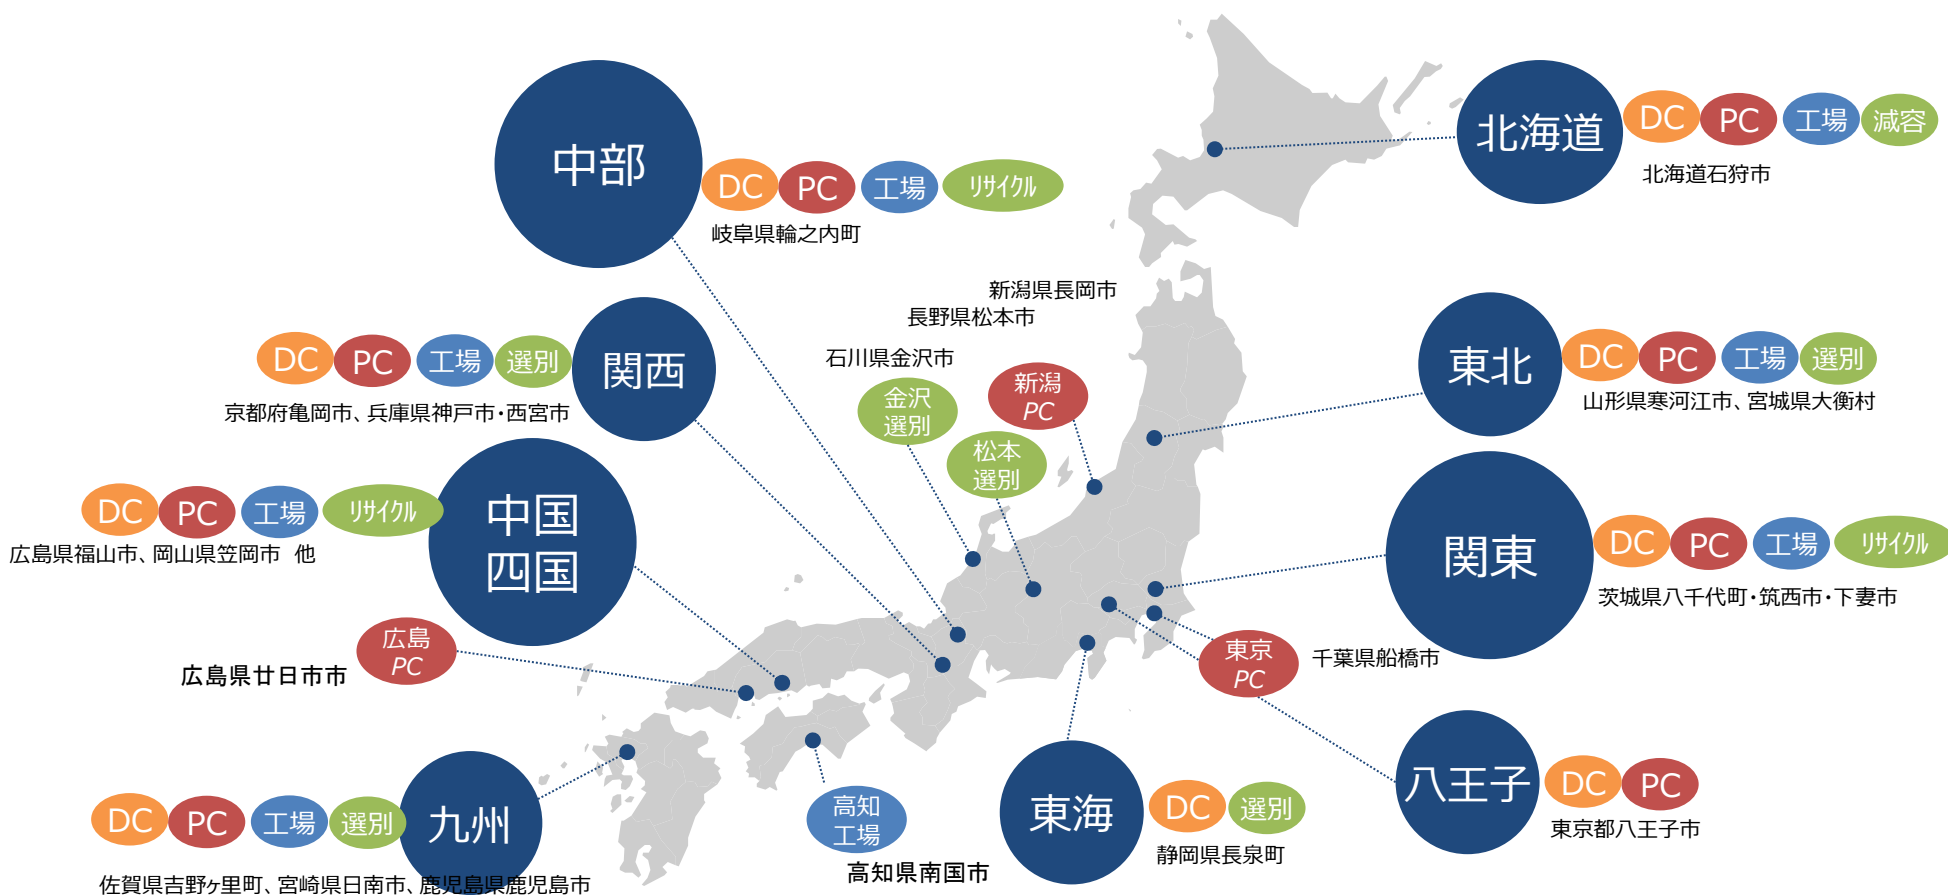 中部
DC PC 工場 ﾘｻｲｸﾙ
岐阜県輪之内町
北海道
DC PC 工場 減容
北海道石狩市
新潟県長岡市
長野県松本市
石川県金沢市
DC PC 工場 選別
関西
京都府亀岡市、兵庫県神戸市・西宮市
金沢
選別
松本
選別
新潟
PC
東北
DC PC 工場 選別
山形県寒河江市、宮城県大衡村
DC PC 工場 ﾘｻｲｸﾙ
中国
四国
広島県福山市、岡山県笠岡市 他
関東
DC PC 工場 ﾘｻｲｸﾙ
茨城県八千代町・筑西市・下妻市
広島
PC
広島県廿日市市
東京
PC
千葉県船橋市
DC PC 工場 選別
九州
佐賀県吉野ヶ里町、宮崎県日南市、鹿児島県鹿児島市
高知
工場
高知県南国市
東海
DC 選別
静岡県長泉町
八王子
DC PC
東京都八王子市